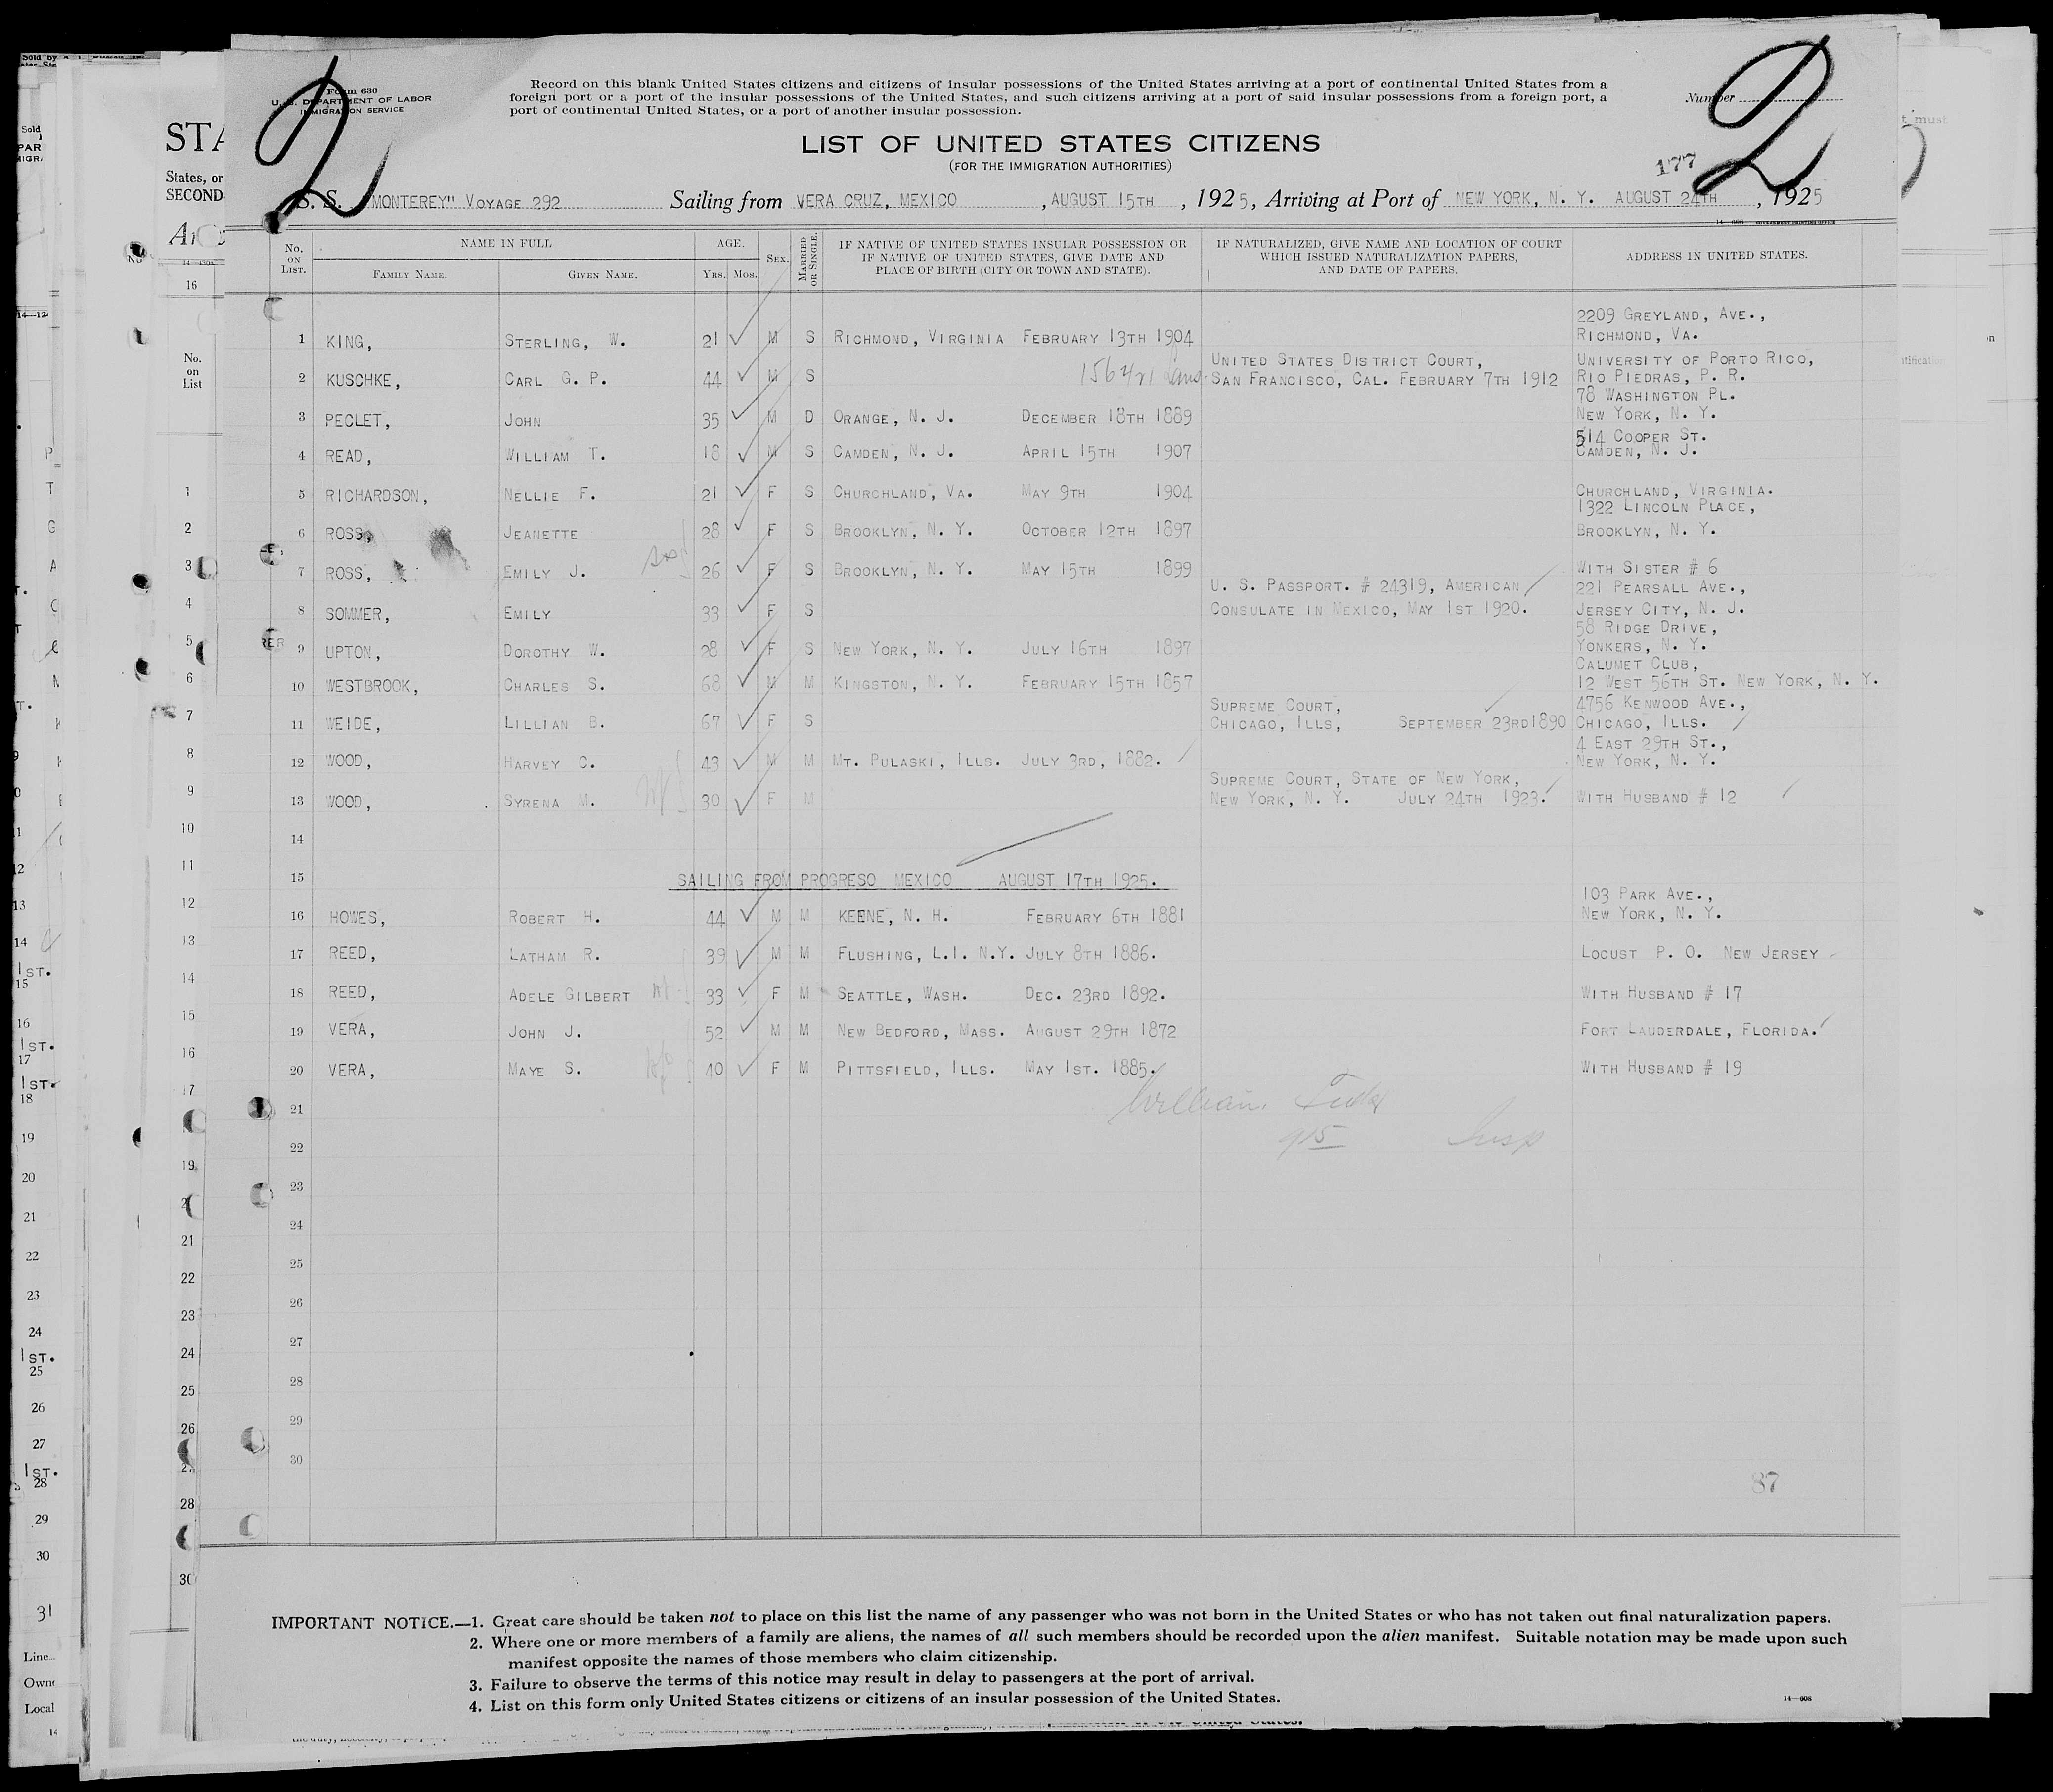 Form 630
U. S. DEPARTMENT OF LABOR
IMMIGRATION SERVICE
Record on this blank United States citizens and citizens of insular possessions of the United States arriving at a port of continental United States from a
foreign port or a port of the insular possessions of the United States, and such citizens arriving at a port of said insular possessions from a foreign port, a
port of continental United States, or a port of another insular possession.
Number
2
2
LIST OF UNITED STATES CITIZENS
(FOR THE IMMIGRATION AUTHORITIES)
177
S. S. "MONTEREY" VOYAGE 292 Sailing from VERA CRUZ, MEXICO, AUGUST 15TH, 1925, Arriving at Port of NEW YORK, N. Y. AUGUST 24TH, 1925
No. ON LIST. NAME IN FULL FAMILY NAME. GIVEN NAME. AGE. YRS. MOS. SEX. MARRIED OR SINGLE. IF NATIVE OF UNITED STATES INSULAR POSSESSION OR IF NATIVE OF UNITED STATES, GIVE DATE AND PLACE OF BIRTH (CITY OR TOWN AND STATE). IF NATURALIZED, GIVE NAME AND LOCATION OF COURT WHICH ISSUED NATURALIZATION PAPERS, AND DATE OF PAPERS. ADDRESS IN UNITED STATES.
2209 GREYLAND, AVE.,
1 KING, STERLING, W. 21 M S RICHMOND, VIRGINIA FEBRUARY 13TH 1904 RICHMOND, VA.
UNITED STATES DISTRICT COURT, UNIVERSITY OF PORTO RICO,
2 KUSCHKE, CARL G. P. 44 M S SAN FRANCISCO, CAL. FEBRUARY 7TH 1912 RIO PIEDRAS, P. R.
78 WASHINGTON PL.
3 PECLET, JOHN 35 M D ORANGE, N. J. DECEMBER 18TH 1889 NEW YORK, N. Y.
514 COOPER ST.
4 READ, WILLIAM T. 18 M S CAMDEN, N. J. APRIL 15TH 1907 CAMDEN, N. J.
5 RICHARDSON, NELLIE F. 21 F S CHURCHLAND, VA. MAY 9TH 1904 CHURCHLAND, VIRGINIA.
1322 LINCOLN PLACE,
6 ROSS, JEANETTE 28 F S BROOKLYN, N. Y. OCTOBER 12TH 1897 BROOKLYN, N. Y.
7 ROSS, EMILY J. 26 F S BROOKLYN, N. Y. MAY 15TH 1899 WITH SISTER # 6
U. S. PASSPORT. # 24319, AMERICAN 221 PEARSALL AVE.,
8 SOMMER, EMILY 33 F S CONSULATE IN MEXICO, MAY 1ST 1920. JERSEY CITY, N. J.
58 RIDGE DRIVE,
9 UPTON, DOROTHY W. 28 F S NEW YORK, N. Y. JULY 16TH 1897 YONKERS, N. Y.
CALUMET CLUB,
10 WESTBROOK, CHARLES S. 68 M M KINGSTON, N. Y. FEBRUARY 15TH 1857 12 WEST 56TH ST. NEW YORK, N. Y.
SUPREME COURT, 4756 KENWOOD AVE.,
11 WEIDE, LILLIAN B. 67 F S CHICAGO, ILLS, SEPTEMBER 23RD 1890 CHICAGO, ILLS.
4 EAST 29TH ST.,
12 WOOD, HARVEY C. 43 M M MT. PULASKI, ILLS. JULY 3RD, 1882. NEW YORK, N. Y.
SUPREME COURT, STATE OF NEW YORK,
13 WOOD, SYRENA M. 30 F M NEW YORK, N. Y. JULY 24TH 1923. WITH HUSBAND # 12
14
15 SAILING FROM PROGRESO MEXICO AUGUST 17TH 1925.
103 PARK AVE.,
16 HOWES, ROBERT H. 44 M M KEENE, N. H. FEBRUARY 6TH 1881 NEW YORK, N. Y.
17 REED, LATHAM R. 39 M M FLUSHING, L.I. N.Y. JULY 8TH 1886. LOCUST P. O. NEW JERSEY
18 REED, ADELE GILBERT 33 F M SEATTLE, WASH. DEC. 23RD 1892. WITH HUSBAND # 17
19 VERA, JOHN J. 52 M M NEW BEDFORD, MASS. AUGUST 29TH 1872 FORT LAUDERDALE, FLORIDA.
20 VERA, MAYE S. 40 F M PITTSFIELD, ILLS. MAY 1ST. 1885. WITH HUSBAND # 19
21 William
22 Insp
23
24
25
26
27
28
29
30
87
IMPORTANT NOTICE.—1. Great care should be taken not to place on this list the name of any passenger who was not born in the United States or who has not taken out final naturalization papers.
2. Where one or more members of a family are aliens, the names of all such members should be recorded upon the alien manifest. Suitable notation may be made upon such
manifest opposite the names of those members who claim citizenship.
3. Failure to observe the terms of this notice may result in delay to passengers at the port of arrival.
4. List on this form only United States citizens or citizens of an insular possession of the United States.
14—608